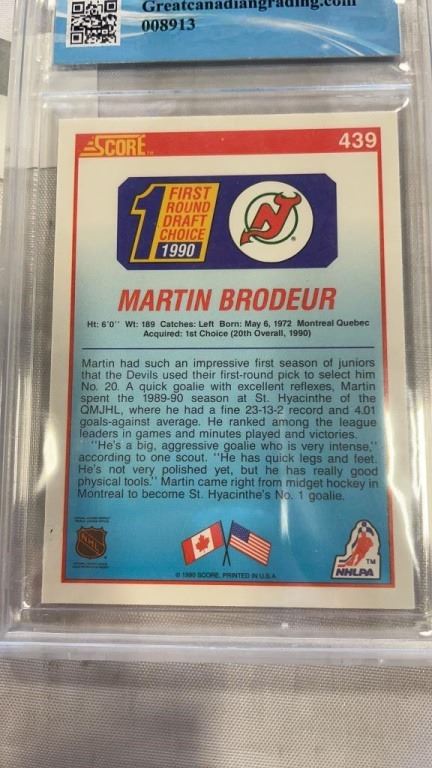 Greatcanadiangrading.com
008913
SCORE™
439
1 FIRST
ROUND
DRAFT
CHOICE
1990
MARTIN BRODEUR
Ht: 6'0'' Wt: 189 Catches: Left Born: May 6, 1972 Montreal Quebec
Acquired: 1st Choice (20th Overall, 1990)
Martin had such an impressive first season of juniors
that the Devils used their first-round pick to select him
No. 20. A quick goalie with excellent reflexes, Martin
spent the 1989-90 season at St. Hyacinthe of the
QMJHL, where he had a fine 23-13-2 record and 4.01
goals-against average. He ranked among the league
leaders in games and minutes played and victories.
''He's a big, aggressive goalie who is very intense,''
according to one scout. ''He has quick legs and feet.
He's not very polished yet, but he has really good
physical tools.'' Martin came right from midget hockey in
Montreal to become St. Hyacinthe's No. 1 goalie.
NHL
TM
NHLPA
© 1990 SCORE, PRINTED IN U.S.A.